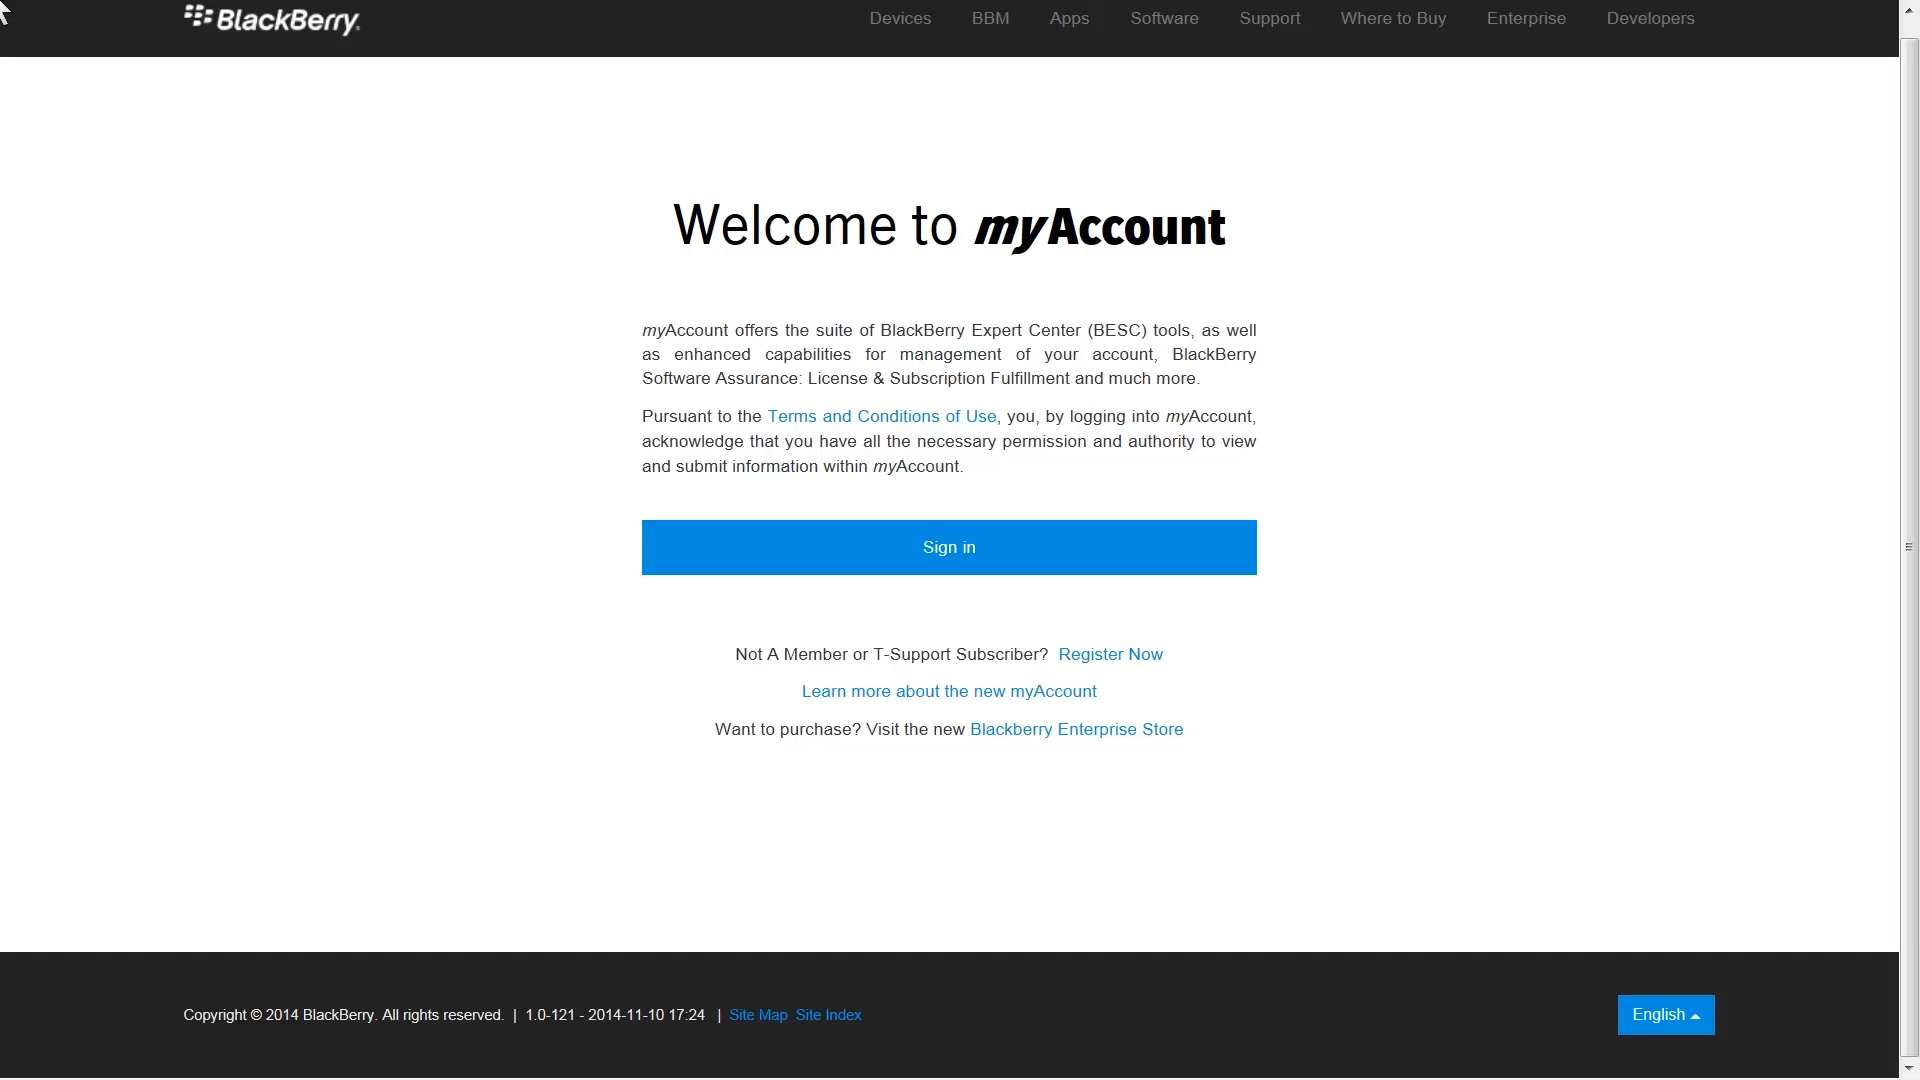 BlackBerry
Devices BBM Apps Software Support Where to Buy Enterprise Developers
Welcome to myAccount
myAccount offers the suite of BlackBerry Expert Center (BESC) tools, as well
as enhanced capabilities for management of your account, BlackBerry
Software Assurance: License & Subscription Fulfillment and much more.
Pursuant to the Terms and Conditions of Use, you, by logging into myAccount,
acknowledge that you have all the necessary permission and authority to view
and submit information within myAccount.
Sign in
Not A Member or T-Support Subscriber? Register Now
Learn more about the new myAccount
Want to purchase? Visit the new Blackberry Enterprise Store
Copyright © 2014 BlackBerry. All rights reserved. | 1.0-121 - 2014-11-10 17:24 | Site Map Site Index
English